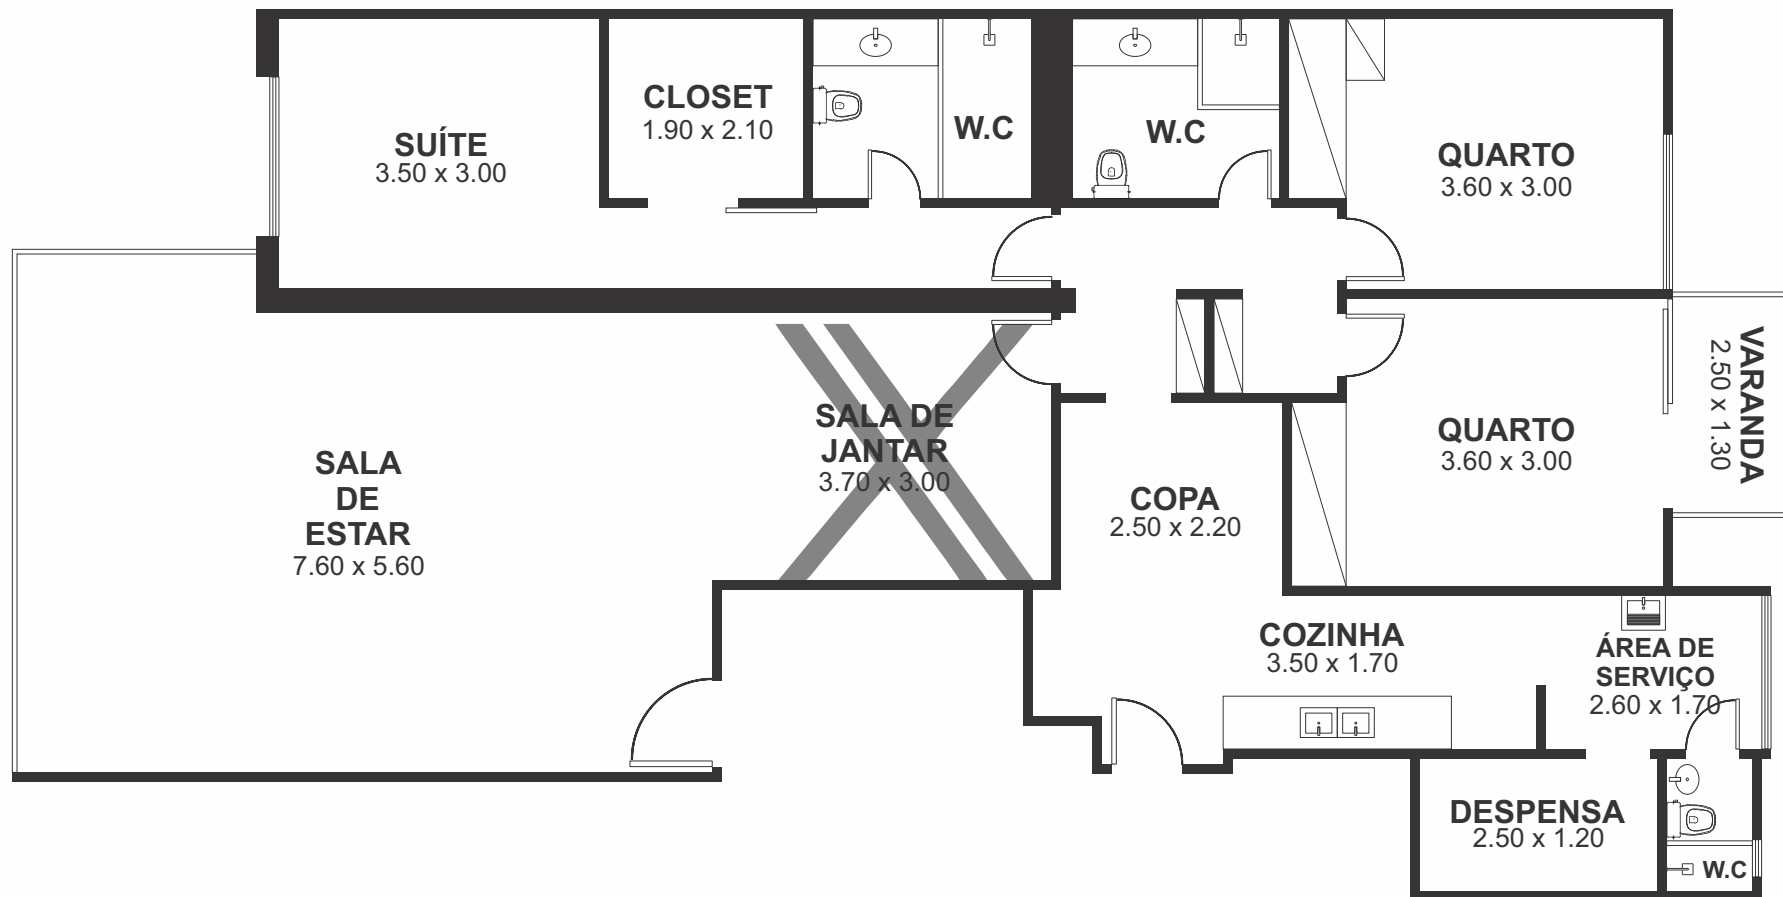 SUÍTE
3.50 x 3.00
CLOSET
1.90 x 2.10
W.C
W.C
QUARTO
3.60 x 3.00
SALA
DE
ESTAR
7.60 x 5.60
SALA DE
JANTAR
3.70 x 3.00
COPA
2.50 x 2.20
QUARTO
3.60 x 3.00
VARANDA
2.50 x 1.30
COZINHA
3.50 x 1.70
ÁREA DE
SERVIÇO
2.60 x 1.70
DESPENSA
2.50 x 1.20
W.C